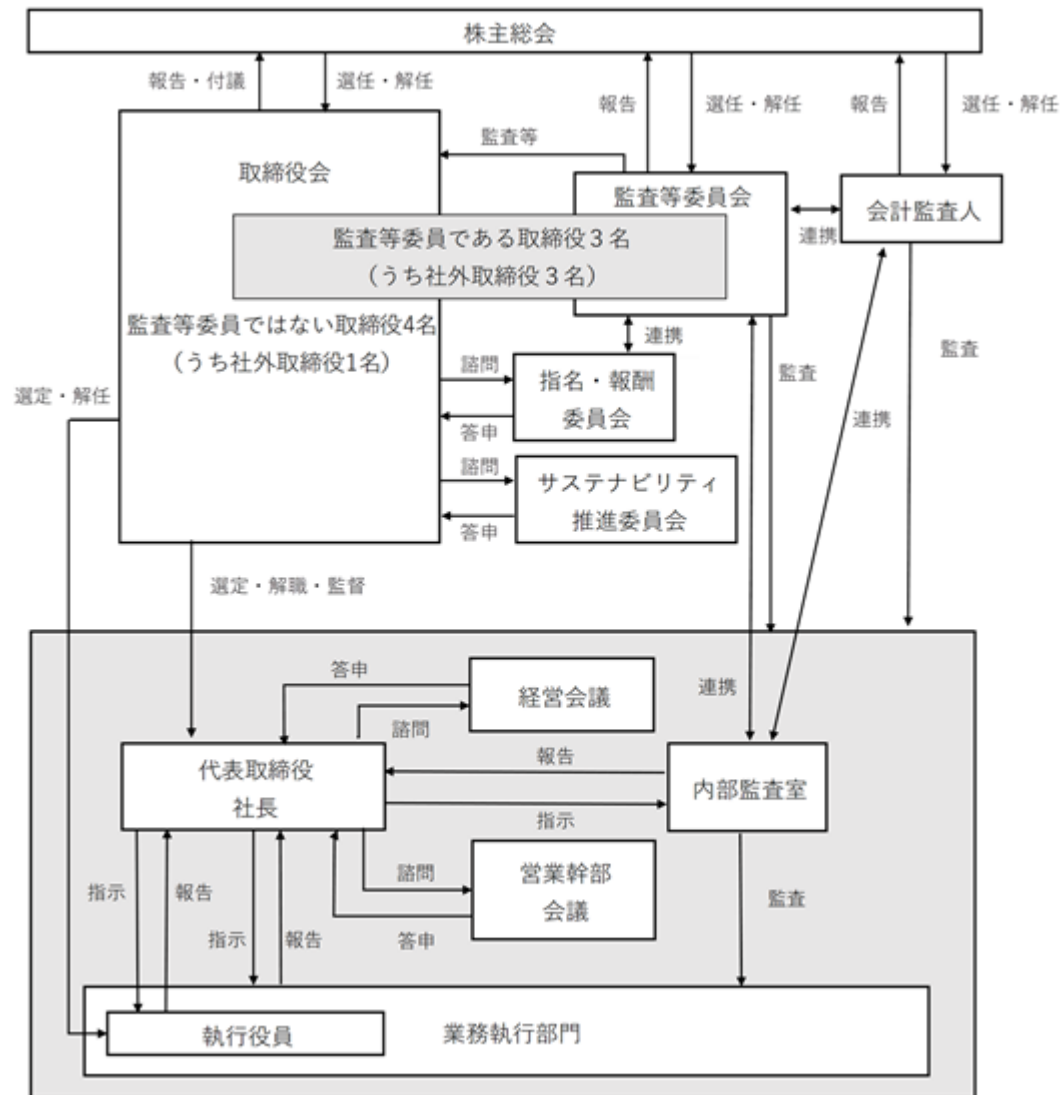 株主総会
報告・付議
選任・解任
報告
選任・解任
報告
選任・解任
監査等
取締役会
監査等委員会
会計監査人
連携
監査等委員である取締役3名
(うち社外取締役3名)
監査等委員ではない取締役4名
(うち社外取締役1名)
連携
監査
監査
連携
諮問
指名・報酬
委員会
答申
選定・解任
諮問
サステナビリティ
推進委員会
答申
選定・解職・監督
答申
経営会議
連携
諮問
代表取締役
社長
報告
内部監査室
指示
諮問
営業幹部
会議
答申
監査
指示
報告
指示
報告
執行役員
業務執行部門